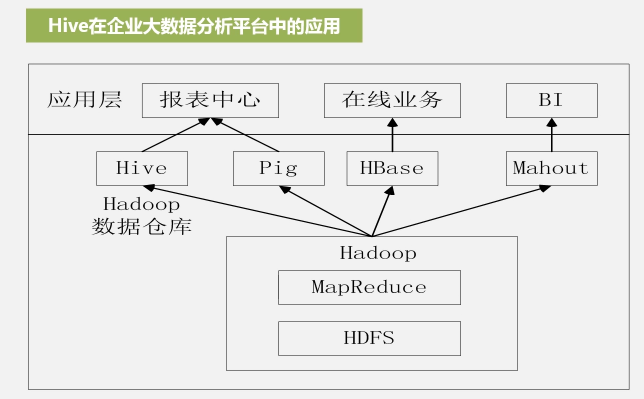 Hive在企业大数据分析平台中的应用
应用层
报表中心
在线业务
BI
Hive
Pig
HBase
Mahout
Hadoop
数据仓库
Hadoop
MapReduce
HDFS